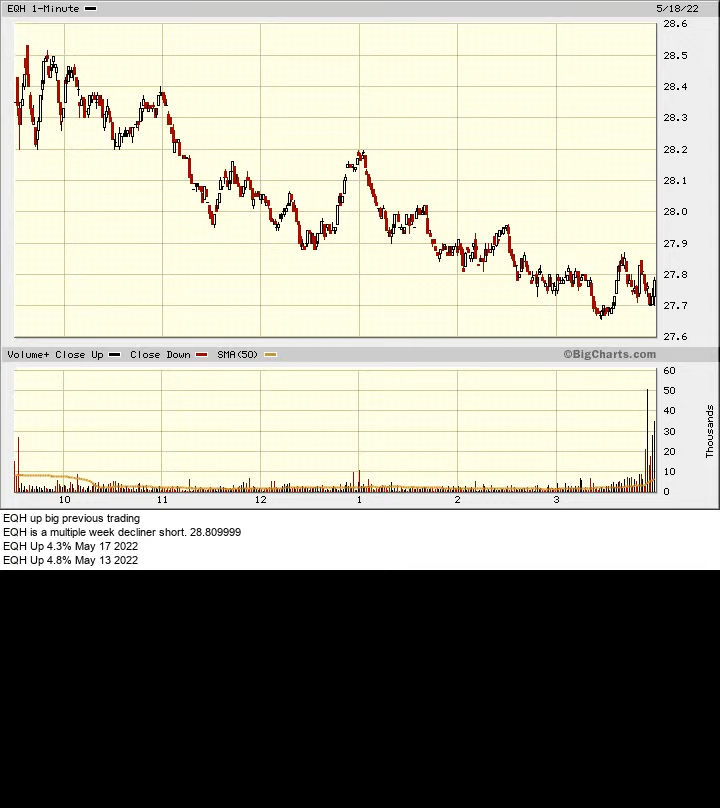 EQH 1-Minute 5/18/22
28.6
28.5
28.4
28.3
28.2
28.1
28.0
27.9
27.8
27.7
27.6
Volume+ Close Up Close Down SMA(50) ©BigCharts.com
60
50
40
30
20
10
0
Thousands
10 11 12 1 2 3
EQH up big previous trading
EQH is a multiple week decliner short. 28.809999
EQH Up 4.3% May 17 2022
EQH Up 4.8% May 13 2022